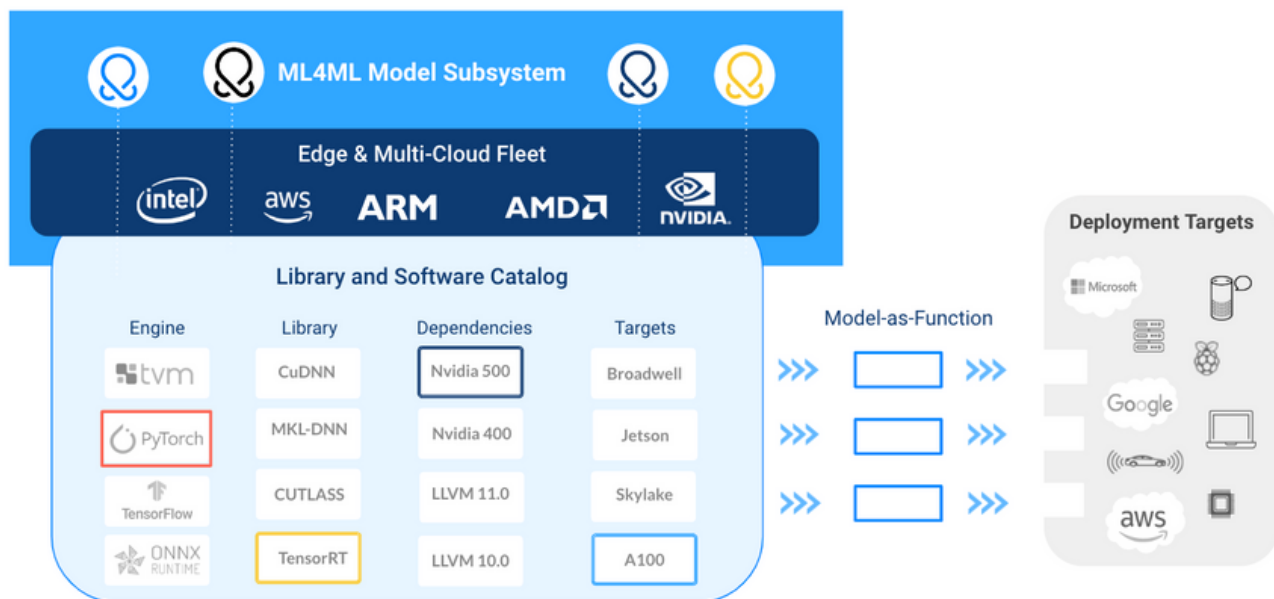 ML4ML Model Subsystem
Edge & Multi-Cloud Fleet
intel
aws
ARM
AMD
NVIDIA.
Library and Software Catalog
Engine
Library
Dependencies
Targets
tvm
CuDNN
Nvidia 500
Broadwell
PyTorch
MKL-DNN
Nvidia 400
Jetson
TensorFlow
CUTLASS
LLVM 11.0
Skylake
ONNX
RUNTIME
TensorRT
LLVM 10.0
A100
Model-as-Function
Deployment Targets
Microsoft
Google
aws